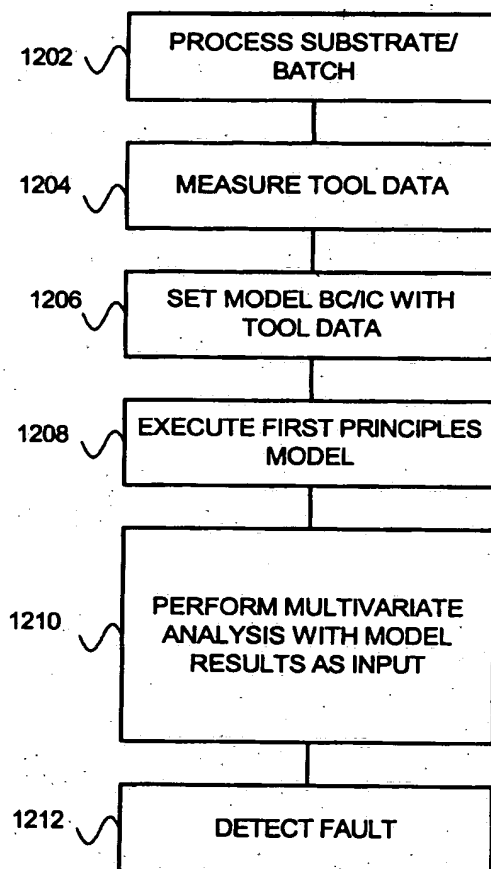 1202
PROCESS SUBSTRATE/
BATCH
1204
MEASURE TOOL DATA
1206
SET MODEL BC/IC WITH
TOOL DATA
1208
EXECUTE FIRST PRINCIPLES
MODEL
1210
PERFORM MULTIVARIATE
ANALYSIS WITH MODEL
RESULTS AS INPUT
1212
DETECT FAULT